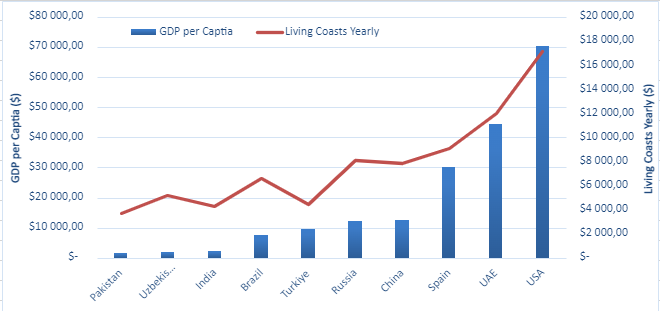 GDP per Captia
Living Coasts Yearly
GDP per Captia ($)
$80 000,00
$70 000,00
$60 000,00
$50 000,00
$40 000,00
$30 000,00
$20 000,00
$10 000,00
$-
$20 000,00
$18 000,00
$16 000,00
$14 000,00
$12 000,00
$10 000,00
$8 000,00
$6 000,00
$4 000,00
$2 000,00
$-
Living Coasts Yearly ($)
Pakistan
Uzbekis...
India
Brazil
Turkiye
Russia
China
Spain
UAE
USA